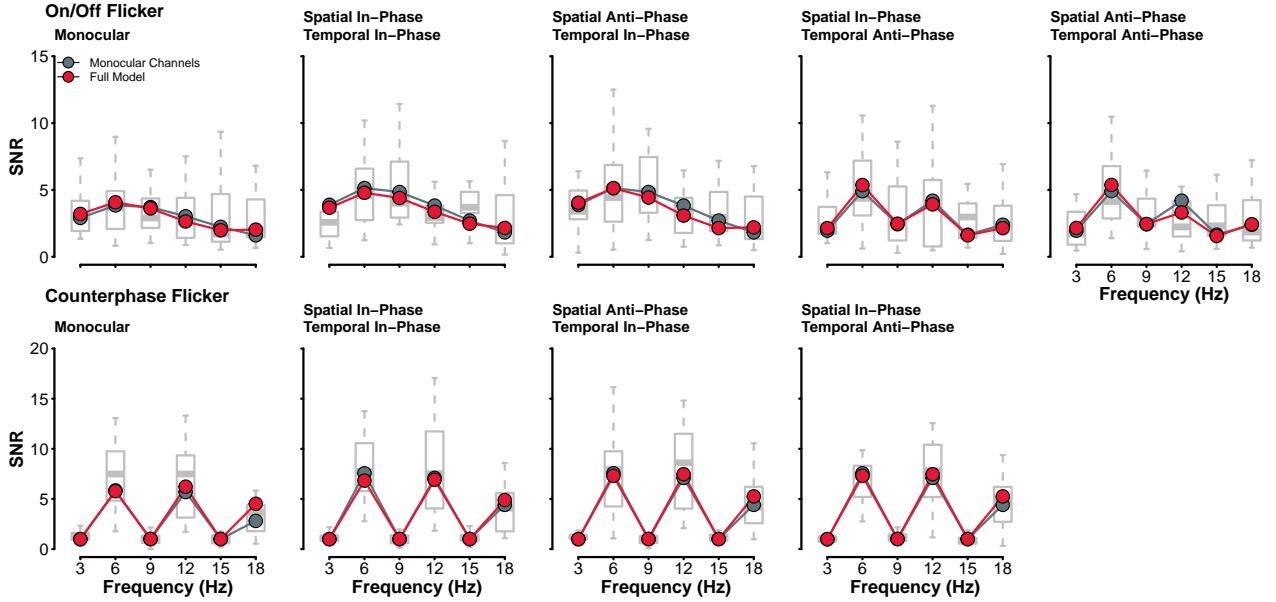 On/Off Flicker
Monocular
Spatial In−Phase
Temporal In−Phase
Spatial Anti−Phase
Temporal In−Phase
Spatial In−Phase
Temporal Anti−Phase
Spatial Anti−Phase
Temporal Anti−Phase
15
10
5
0
SNR
Monocular Channels
Full Model
3 6 9 12 15 18
Frequency (Hz)
Counterphase Flicker
Monocular
Spatial In−Phase
Temporal In−Phase
Spatial Anti−Phase
Temporal In−Phase
Spatial In−Phase
Temporal Anti−Phase
20
15
10
5
0
SNR
3 6 9 12 15 18
Frequency (Hz)
3 6 9 12 15 18
Frequency (Hz)
3 6 9 12 15 18
Frequency (Hz)
3 6 9 12 15 18
Frequency (Hz)